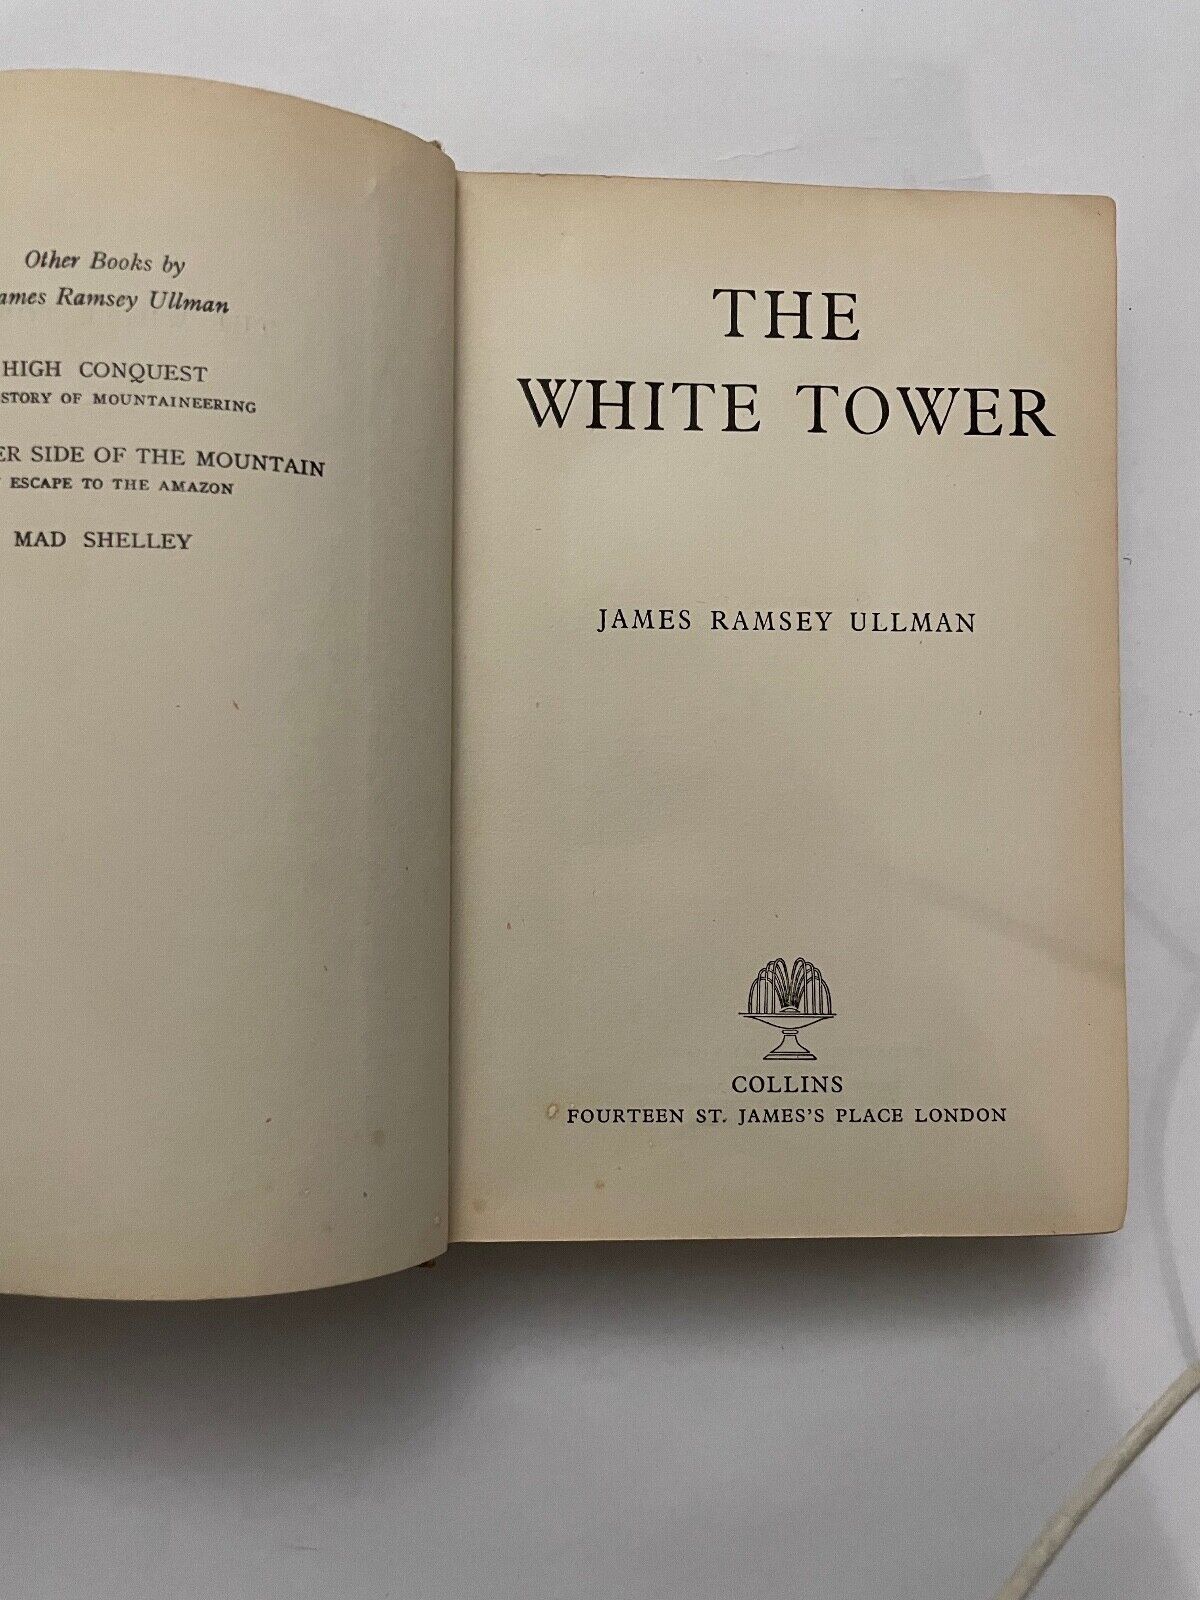 Other Books by
ames Ramsey Ullman
HIGH CONQUEST
STORY OF MOUNTAINEERING
ER SIDE OF THE MOUNTAIN
ESCAPE TO THE AMAZON
MAD SHELLEY
THE
WHITE TOWER
JAMES RAMSEY ULLMAN
COLLINS
FOURTEEN ST. JAMES'S PLACE LONDON